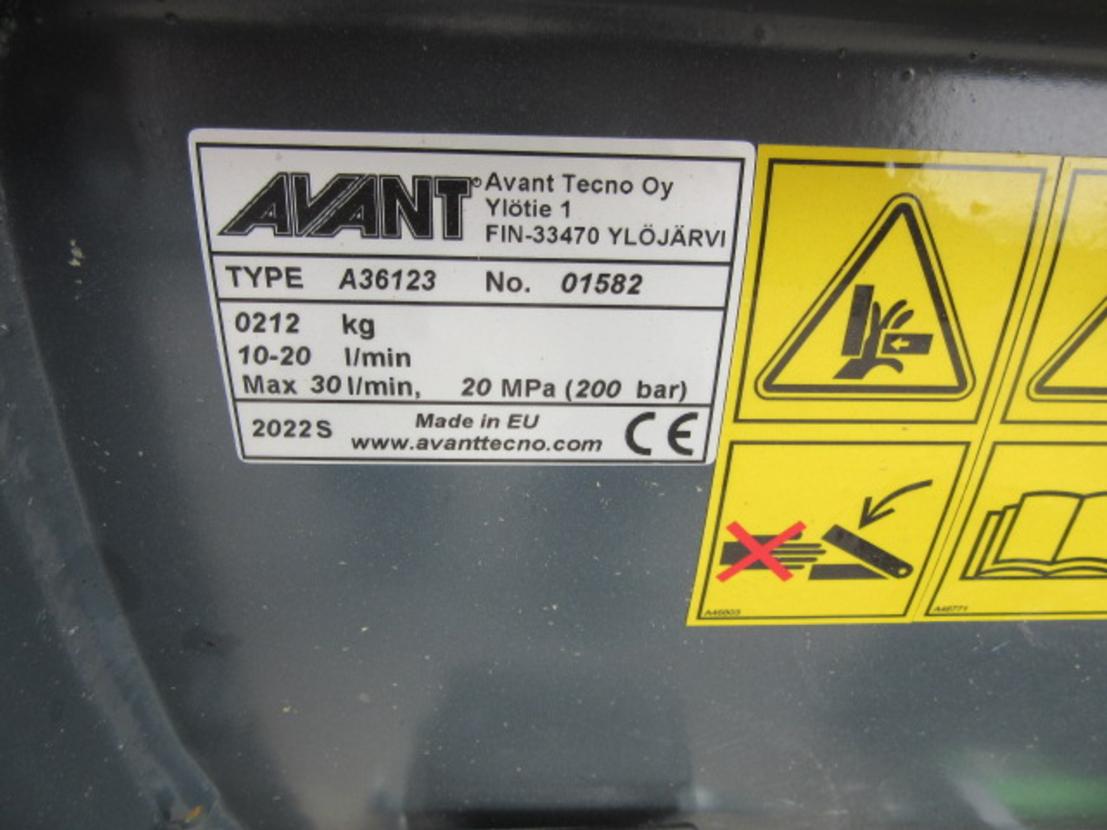 AVANT® Avant Tecno Oy
Ylötie 1
FIN-33470 YLÖJÄRVI
TYPE A36123 No. 01582
0212 kg
10-20 l/min
Max 30 l/min, 20 MPa (200 bar)
2022S Made in EU
www.avanttecno.com CE
A46771